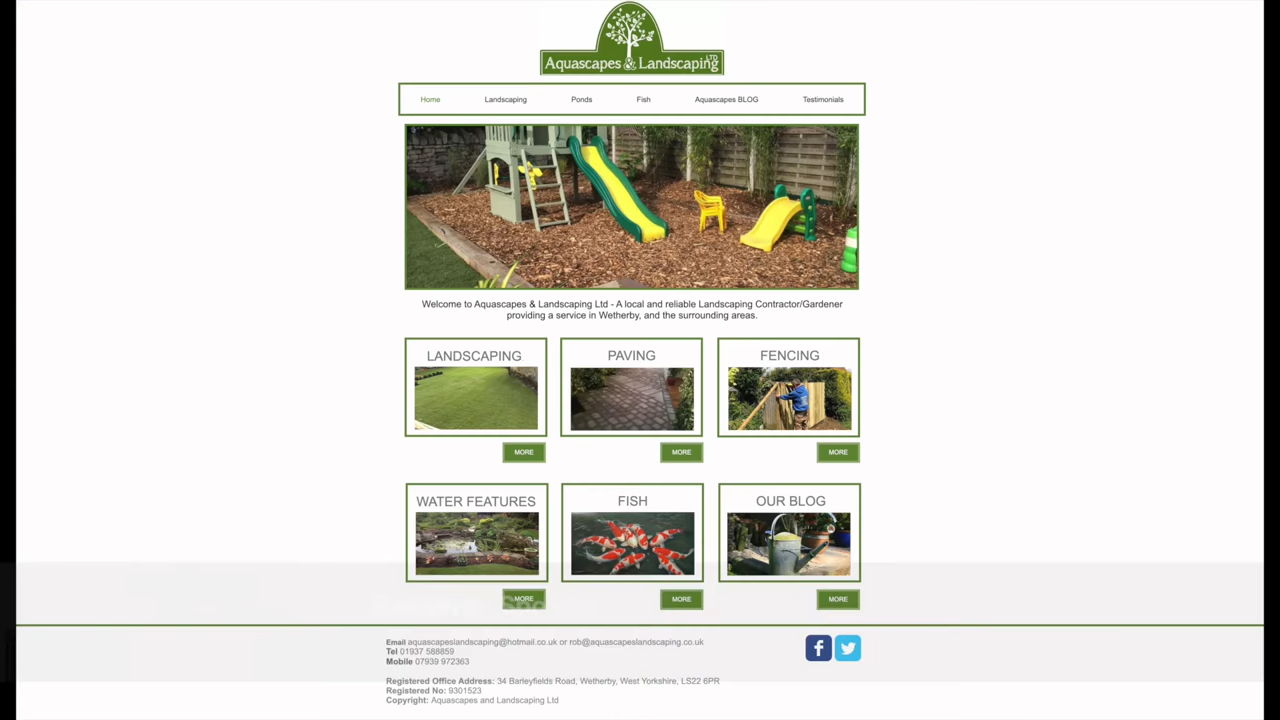 Aquascapes & Landscaping LTD
Home Landscaping Ponds Fish Aquascapes BLOG Testimonials
Welcome to Aquascapes & Landscaping Ltd - A local and reliable Landscaping Contractor/Gardener
providing a service in Wetherby, and the surrounding areas.
LANDSCAPING PAVING FENCING
MORE MORE MORE
WATER FEATURES FISH OUR BLOG
MORE MORE MORE
Email aquascapeslandscaping@hotmail.co.uk or rob@aquascapeslandscaping.co.uk
Tel 01937 588859
Mobile 07939 972363
Registered Office Address: 34 Barleyfields Road, Wetherby, West Yorkshire, LS22 6PR
Registered No: 9301523
Copyright: Aquascapes and Landscaping Ltd